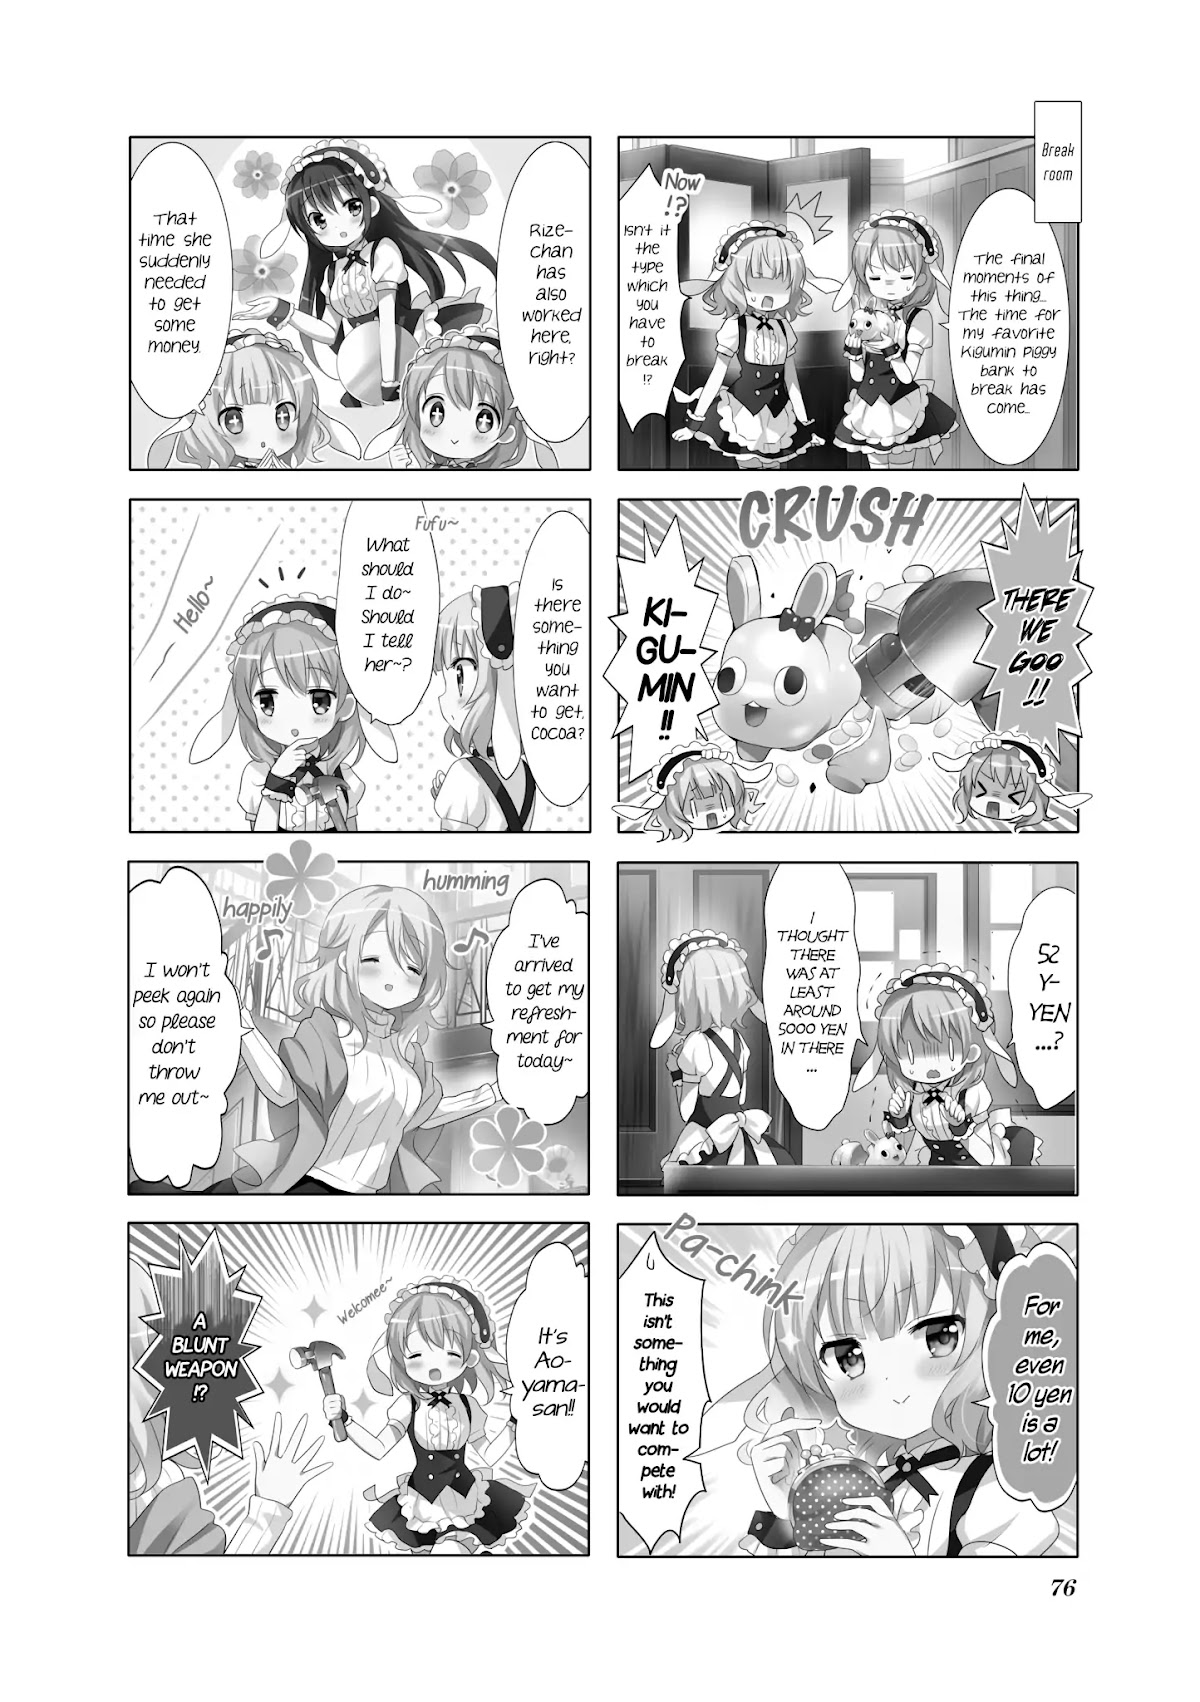 Break
room
The final
moments of
this thing...
The time for
my favorite
Kigumin Piggy
bank to
break has
come...
Now
!?
Isn't it
the
type
which
you
have
to
break
!?
CRUSH
THERE
WE
GOO
!!
KI-
GU-
MIN
!!
52
Y-
YEN
...?
I
THOUGHT
THERE
WAS AT
LEAST
AROUND
5000 YEN
IN THERE
...
For
me,
even
10 yen
is a
lot!
Pa-chink
This
isn't
some-
thing
you
would
want to
com-
pete
with!
Rize-
chan
has
also
worked
here,
right?
That
time she
suddenly
needed
to get
some
money.
Is
there
some-
thing
you
want
to get,
Cocoa?
Fufu~
What
should
I do~
Should
I tell
her~?
Hello~
humming
happily
I've
arrived
to get my
refresh-
ment for
today~
I won't
peek again
so please
don't
throw
me out~
It's
Ao-
yama-
san!!
Welcomee~
A
BLUNT
WEAPON
!?
76